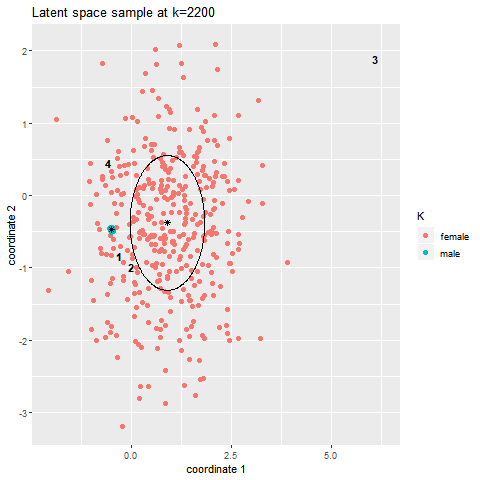 Latent space sample at k=2200
3
2
1
4
0
1
2
-1
-2
-3
0.0
2.5
5.0
coordinate 1
coordinate 2
K
female
male